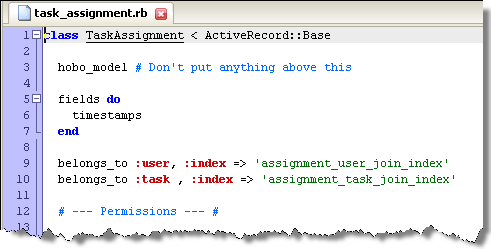 task_assignment.rb
1 class TaskAssignment < ActiveRecord::Base
2
3 hobo_model # Don't put anything above this
4
5 fields do
6 timestamps
7 end
8
9 belongs_to :user, :index => 'assignment_user_join_index'
10 belongs_to :task , :index => 'assignment_task_join_index'
11
12 # --- Permissions --- #
13